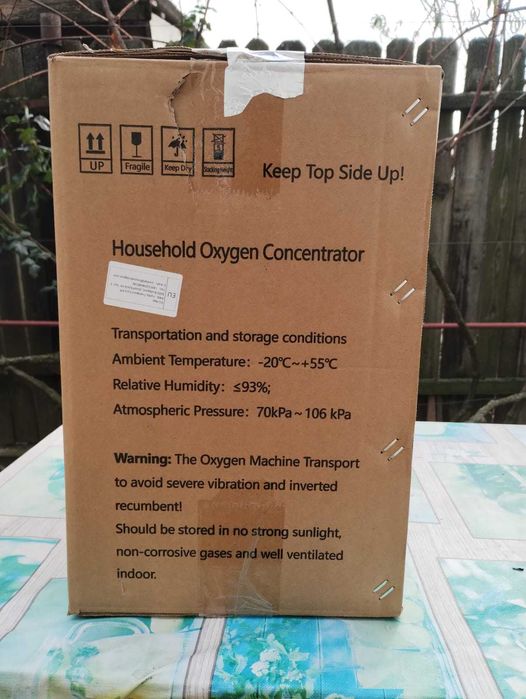 UP
Fragile
Keep Dry
Stacking height
Keep Top Side Up!
Household Oxygen Concentrator
EU
Transportation and storage conditions
Ambient Temperature: -20℃~+55℃
Relative Humidity: ≤93%;
Atmospheric Pressure: 70kPa~106 kPa
Warning: The Oxygen Machine Transport
to avoid severe vibration and inverted
recumbent!
Should be stored in no strong sunlight,
non-corrosive gases and well ventilated
indoor.